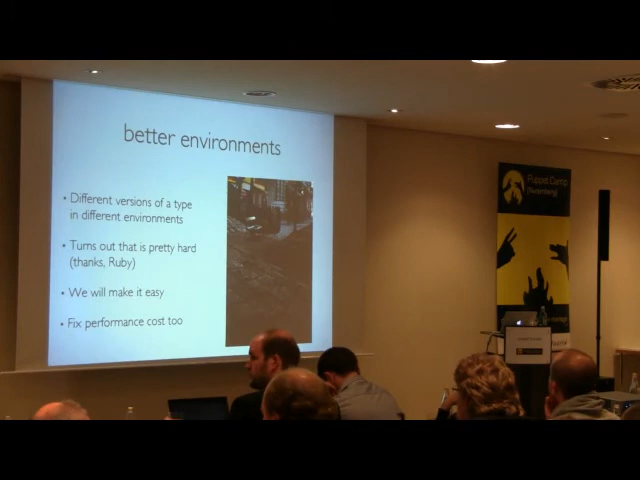 better environments
• Different versions of a type
in different environments
• Turns out that is pretty hard
(thanks, Ruby)
• We will make it easy
• Fix performance cost too
Puppet Camp
[Nuremberg]